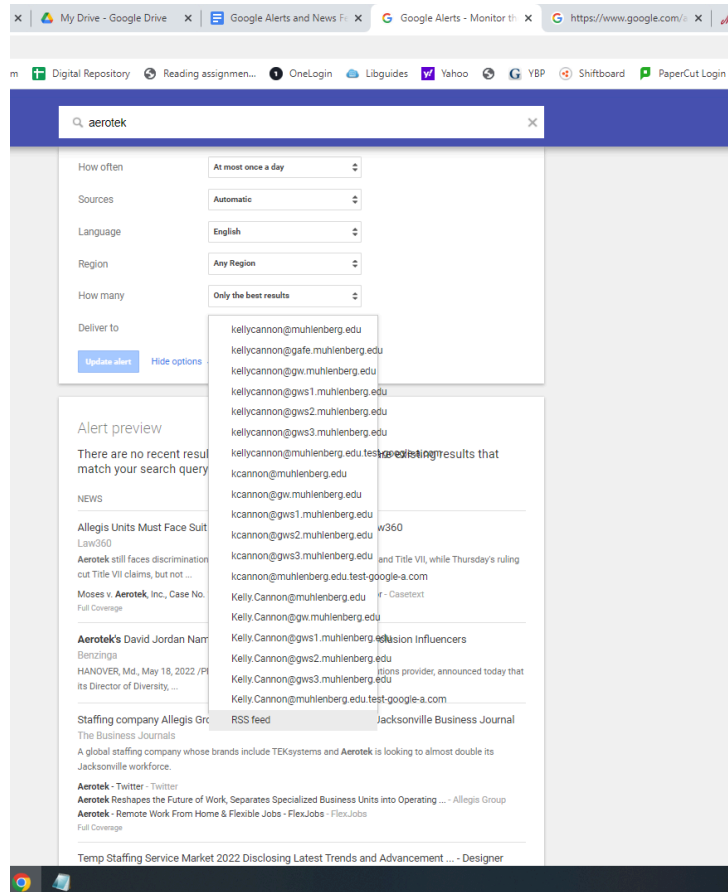 My Drive - Google Drive
Google Alerts and News Fe
Google Alerts - Monitor th
https://www.google.com/a
m
Digital Repository
Reading assignmen...
OneLogin
Libguides
Yahoo
YBP
Shiftboard
PaperCut Login
aerotek
How often
At most once a day
Sources
Automatic
Language
English
Region
Any Region
How many
Only the best results
Deliver to
Update alert
Hide options
kellycannon@muhlenberg.edu
kellycannon@gafe.muhlenberg.edu
kellycannon@gw.muhlenberg.edu
kellycannon@gws1.muhlenberg.edu
kellycannon@gws2.muhlenberg.edu
kellycannon@gws3.muhlenberg.edu
kellycannon@muhlenberg.edu.test-google-a.com
kcannon@muhlenberg.edu
kcannon@gw.muhlenberg.edu
kcannon@gws1.muhlenberg.edu
kcannon@gws2.muhlenberg.edu
kcannon@gws3.muhlenberg.edu
kcannon@muhlenberg.edu.test-google-a.com
Kelly.Cannon@muhlenberg.edu
Kelly.Cannon@gw.muhlenberg.edu
Kelly.Cannon@gws1.muhlenberg.edu
Kelly.Cannon@gws2.muhlenberg.edu
Kelly.Cannon@gws3.muhlenberg.edu
Kelly.Cannon@muhlenberg.edu.test-google-a.com
RSS feed
Alert preview
There are no recent resul existing results that
match your search query
NEWS
Allegis Units Must Face Suit w360
Law360
Aerotek still faces discrimination and Title VII, while Thursday's ruling
cut Title VII claims, but not ...
Moses v. Aerotek, Inc., Case No. r - Casetext
Full Coverage
Aerotek's David Jordan Nam lusion Influencers
Benzinga
HANOVER, Md., May 18, 2022 /P tions provider, announced today that
its Director of Diversity, ...
Staffing company Allegis Gro Jacksonville Business Journal
The Business Journals
A global staffing company whose brands include TEKsystems and Aerotek is looking to almost double its
Jacksonville workforce.
Aerotek - Twitter - Twitter
Aerotek Reshapes the Future of Work, Separates Specialized Business Units into Operating ... - Allegis Group
Aerotek - Remote Work From Home & Flexible Jobs - FlexJobs - FlexJobs
Full Coverage
Temp Staffing Service Market 2022 Disclosing Latest Trends and Advancement ... - Designer